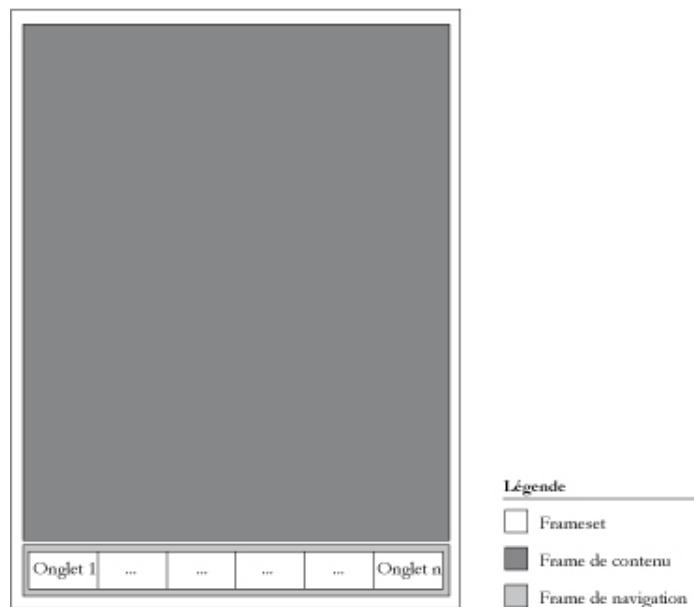 Onglet 1 ... ... ... ... Onglet n
Légende
Frameset
Frame de contenu
Frame de navigation